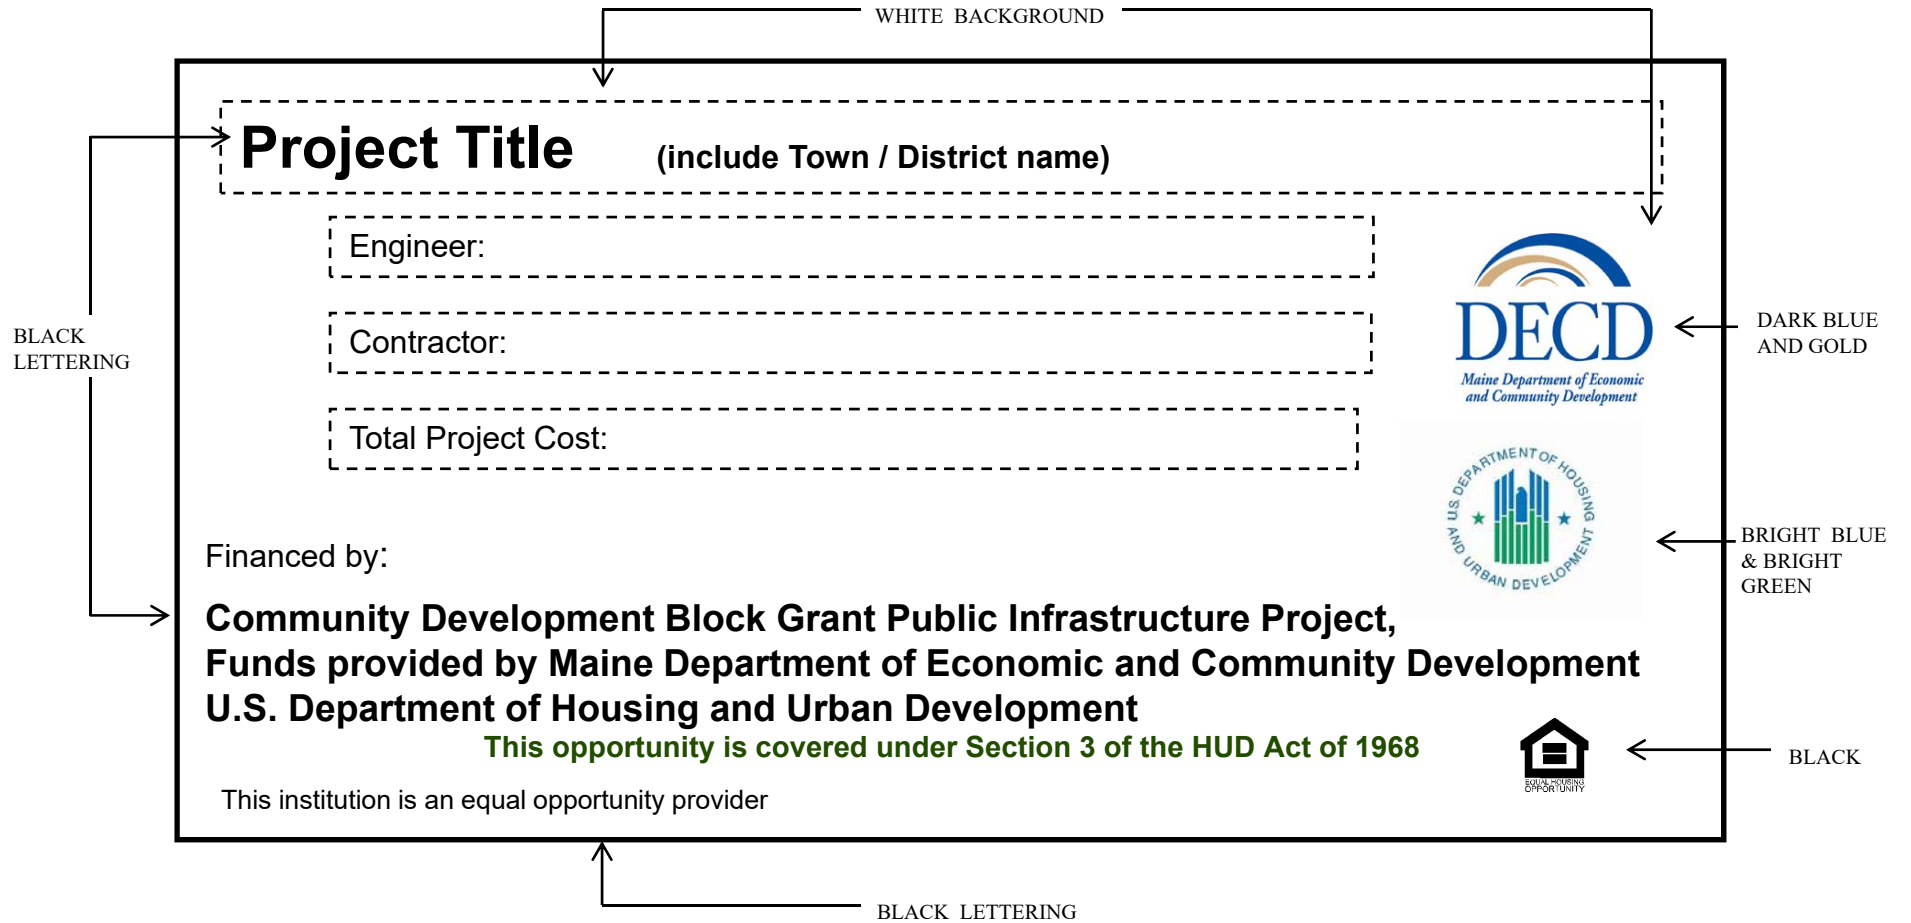 WHITE BACKGROUND
Project Title (include Town / District name)
Engineer:
Contractor:
Total Project Cost:
BLACK
LETTERING
DECD
Maine Department of Economic
and Community Development
DARK BLUE
AND GOLD
U.S. DEPARTMENT OF HOUSING
AND URBAN DEVELOPMENT
BRIGHT BLUE
& BRIGHT
GREEN
Financed by:
Community Development Block Grant Public Infrastructure Project,
Funds provided by Maine Department of Economic and Community Development
U.S. Department of Housing and Urban Development
This opportunity is covered under Section 3 of the HUD Act of 1968
EQUAL HOUSING
OPPORTUNITY
BLACK
This institution is an equal opportunity provider
BLACK LETTERING